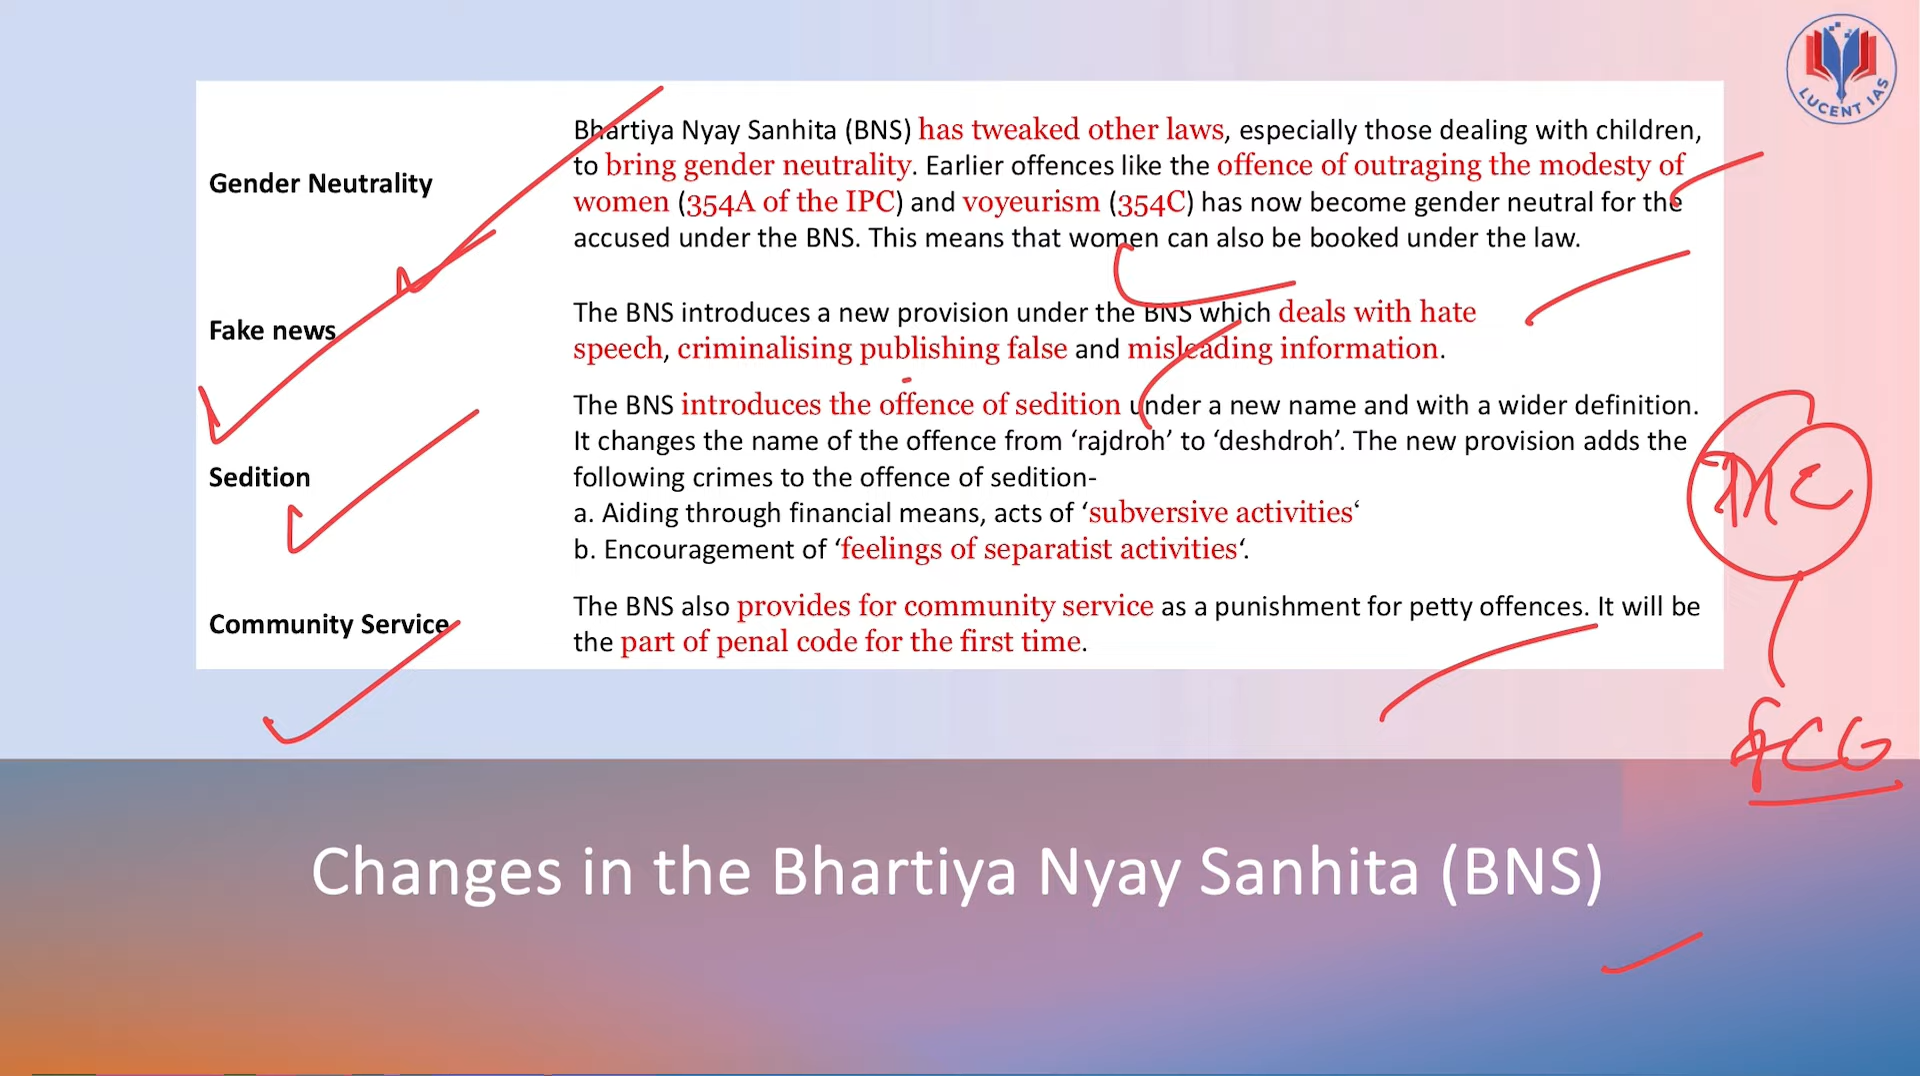 LUCENT IAS
Gender Neutrality
Bhartiya Nyay Sanhita (BNS) has tweaked other laws, especially those dealing with children,
to bring gender neutrality. Earlier offences like the offence of outraging the modesty of
women (354A of the IPC) and voyeurism (354C) has now become gender neutral for the
accused under the BNS. This means that women can also be booked under the law.
Fake news
The BNS introduces a new provision under the BNS which deals with hate
speech, criminalising publishing false and misleading information.
Sedition
The BNS introduces the offence of sedition under a new name and with a wider definition.
It changes the name of the offence from ‘rajdroh’ to ‘deshdroh’. The new provision adds the
following crimes to the offence of sedition-
a. Aiding through financial means, acts of ‘subversive activities‘
b. Encouragement of ‘feelings of separatist activities‘.
Community Service
The BNS also provides for community service as a punishment for petty offences. It will be
the part of penal code for the first time.
Changes in the Bhartiya Nyay Sanhita (BNS)